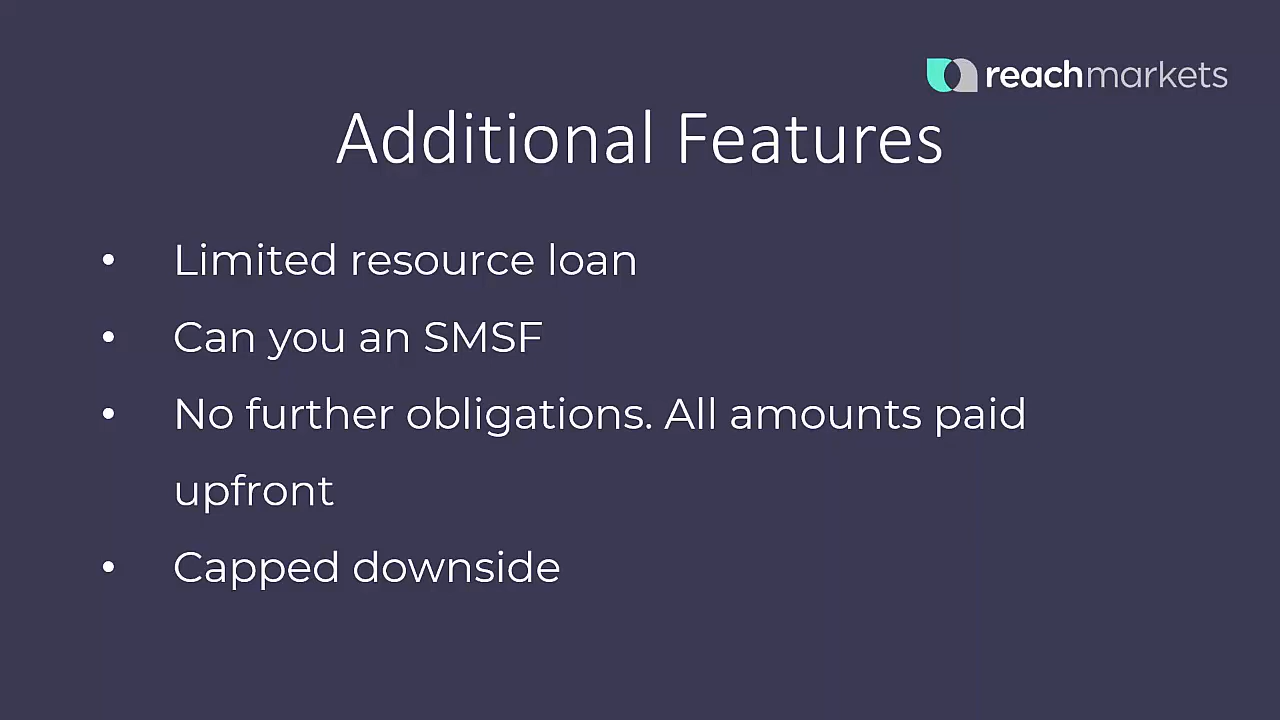 reachmarkets
Additional Features
• Limited resource loan
• Can you an SMSF
• No further obligations. All amounts paid
upfront
• Capped downside